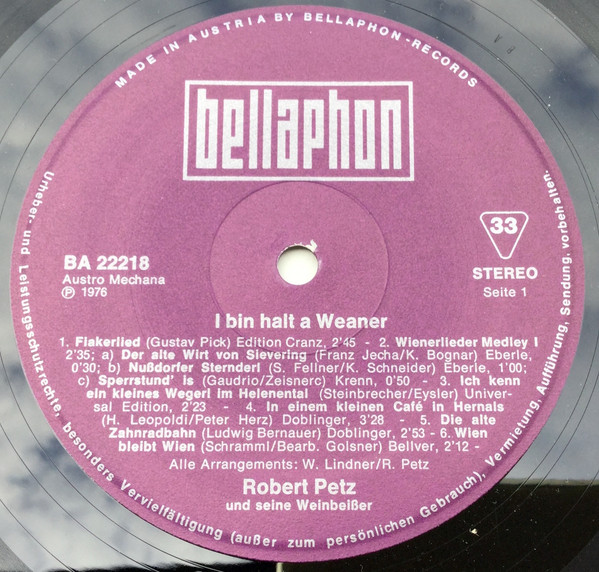 MADE IN AUSTRIA BY BELLAPHON-RECORDS
bellaphon
33
BA 22218
Austro Mechana
Ⓟ 1976
STEREO
Seite 1
I bin halt a Weaner
1. Fiakerlied (Gustav Pick) Edition Cranz, 2'45 - 2. Wienerlieder Medley I
2'35; a) Der alte Wirt von Sievering (Franz Jecha/K. Bognar) Eberle,
0'30; b) Nußdorfer Sternderl (S. Fellner/K. Schneider) Eberle, 1'00;
c) Sperrstund' is (Gaudrio/Zeisnerc) Krenn, 0'50 - 3. Ich kenn
ein kleines Wegerl im Helenental (Steinbrecher/Eysler) Univer-
sal Edition, 2'23 - 4. In einem kleinen Café in Hernals
(H. Leopoldi/Peter Herz) Doblinger, 3'28 - 5. Die alte
Zahnradbahn (Ludwig Bernauer) Doblinger, 2'53 - 6. Wien
bleibt Wien (Schramml/Bearb. Golsner) Bellver, 2'12 -
Alle Arrangements: W. Lindner/R. Petz
Robert Petz
und seine Weinbeißer
Urheber- und Leistungsschutzrechte, besonders Vervielfältigung (außer zum persönlichen Gebrauch), Vermietung, Aufführung, Sendung, vorbehalten.